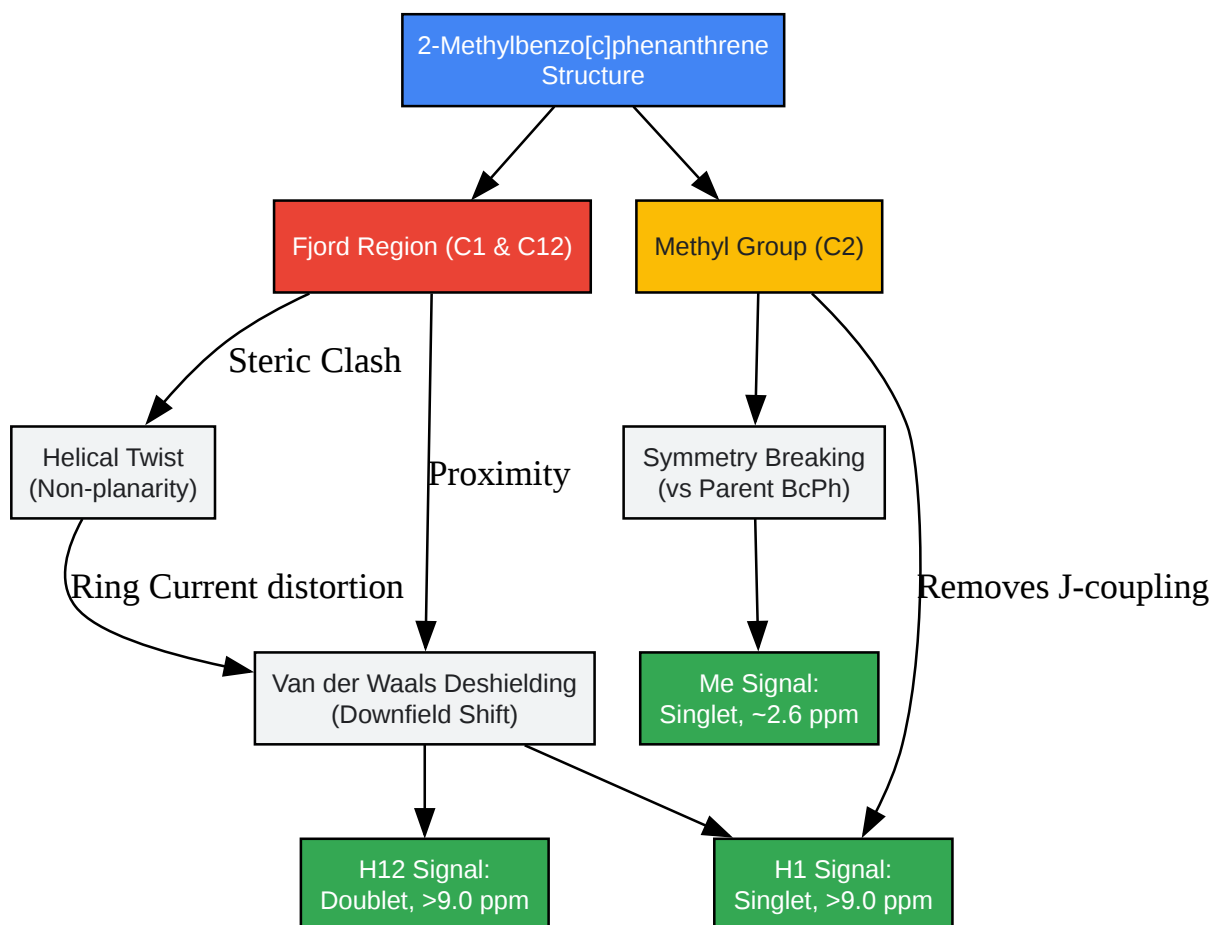 2-Methylbenzo[c]phenanthrene
Structure
Fjord Region (C1 & C12)
Methyl Group (C2)
Steric Clash
Helical Twist
(Non-planarity)
Proximity
Symmetry Breaking
(vs Parent BcPh)
Ring Current distortion
Removes J-coupling
Van der Waals Deshielding
(Downfield Shift)
Me Signal:
Singlet, ~2.6 ppm
H12 Signal:
Doublet, >9.0 ppm
H1 Signal:
Singlet, >9.0 ppm